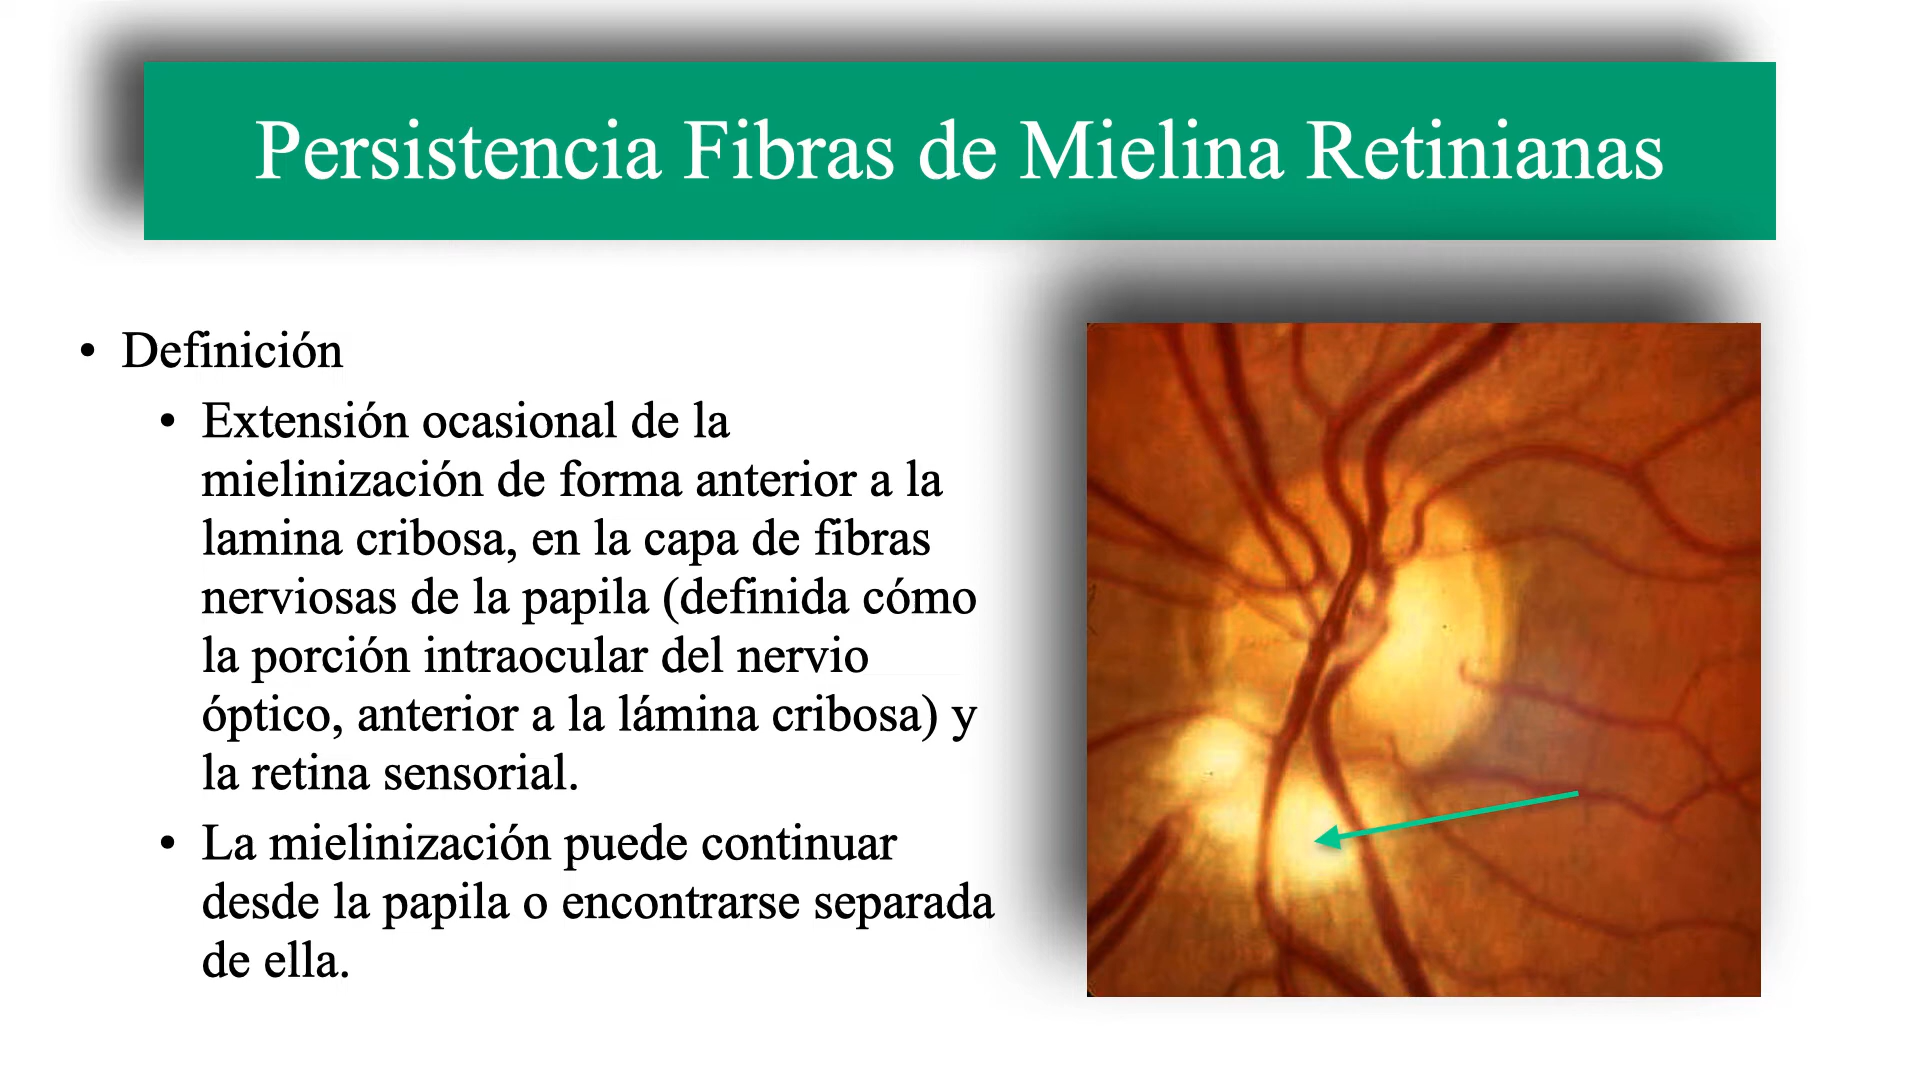 Persistencia Fibras de Mielina Retinianas
• Definición
• Extensión ocasional de la
mielinización de forma anterior a la
lamina cribosa, en la capa de fibras
nerviosas de la papila (definida cómo
la porción intraocular del nervio
óptico, anterior a la lámina cribosa) y
la retina sensorial.
• La mielinización puede continuar
desde la papila o encontrarse separada
de ella.